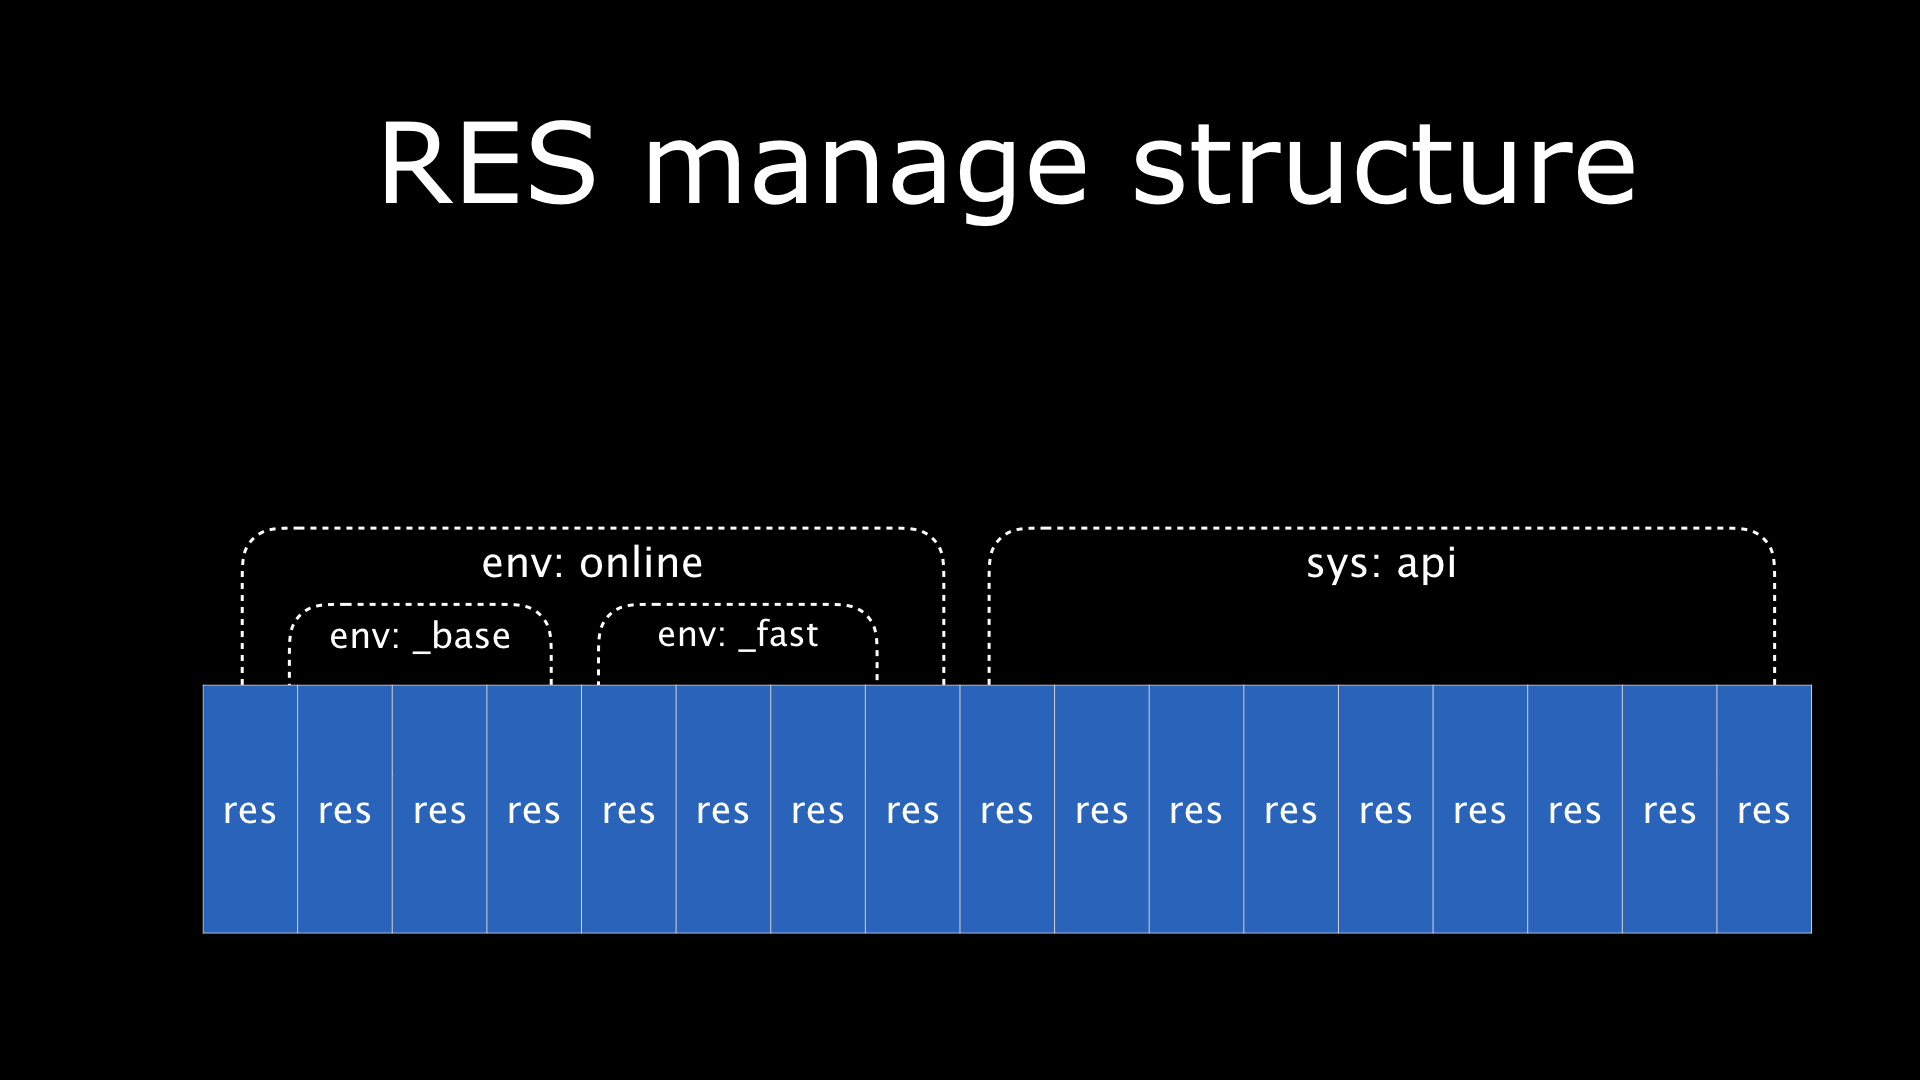 RES manage structure
env: online
sys: api
env: _base
env: _fast
res res res res res res res res res res res res res res res res res